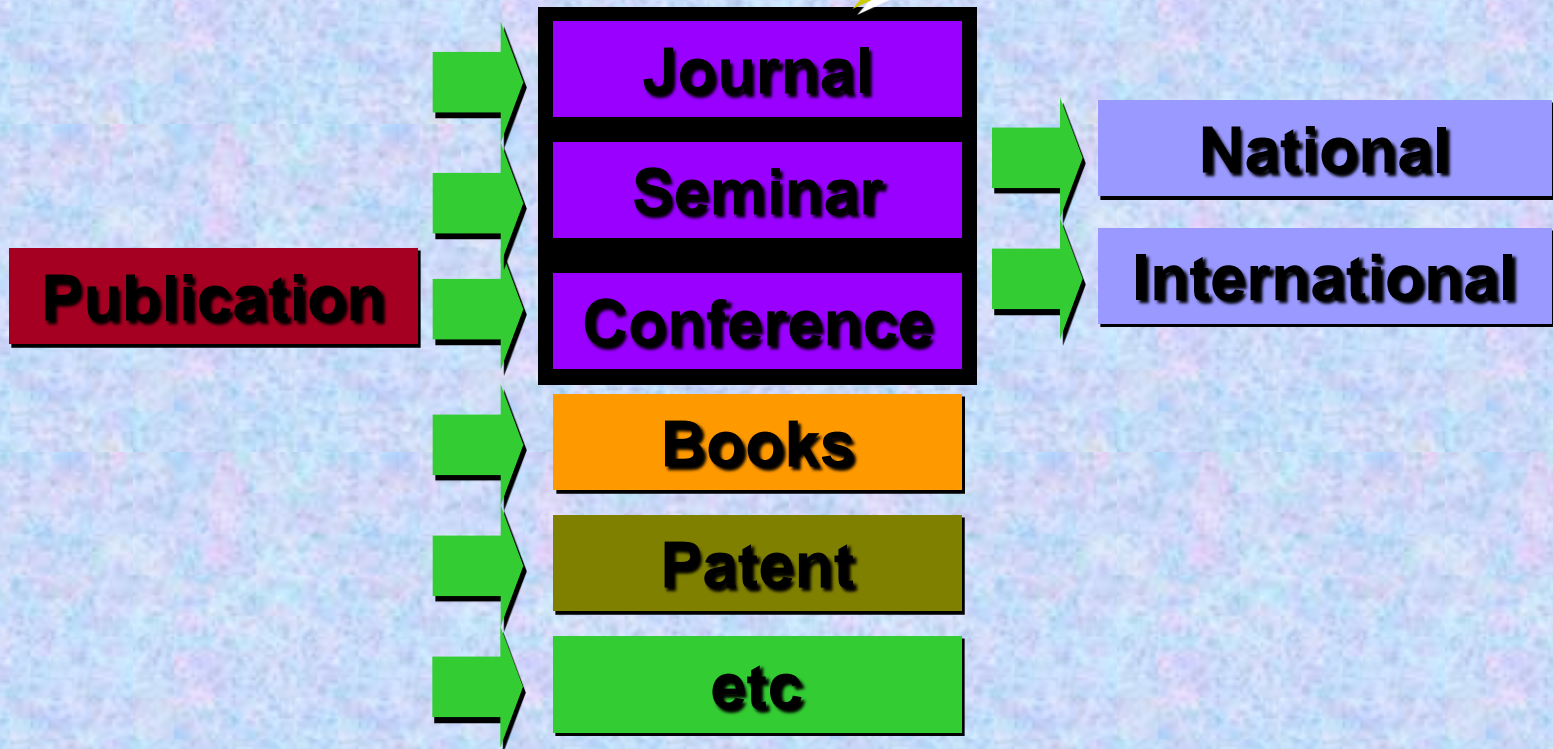 Publication
Journal
Seminar
Conference
Books
Patent
etc
National
International